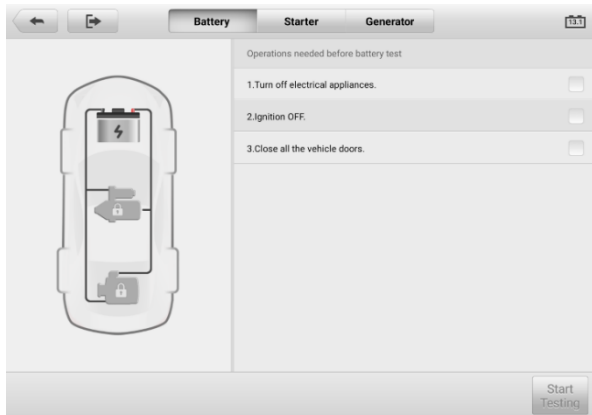 Battery
Starter
Generator
13.1
Operations needed before battery test
1.Turn off electrical appliances.
2.Ignition OFF.
3.Close all the vehicle doors.
Start
Testing